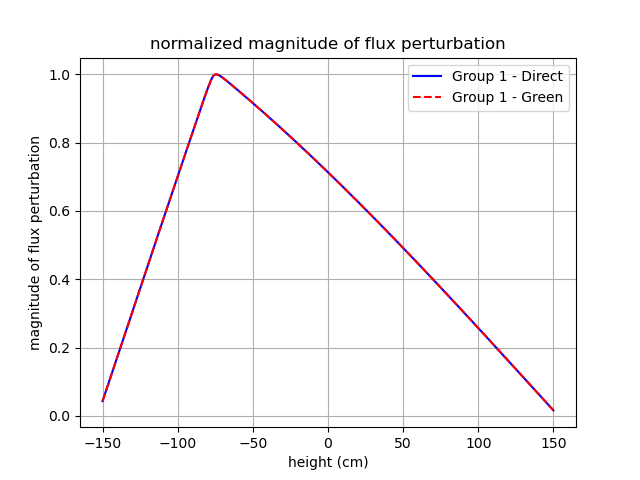 normalized magnitude of flux perturbation
Group 1 - Direct
Group 1 - Green
magnitude of flux perturbation
1.0
0.8
0.6
0.4
0.2
0.0
−150
−100
−50
0
50
100
150
height (cm)